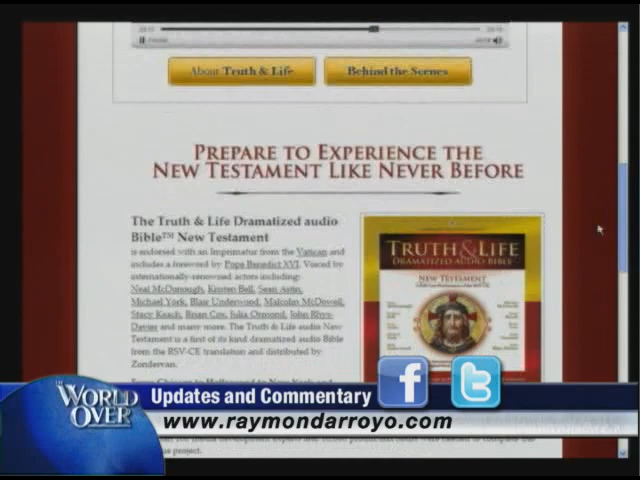 About Truth & Life
Behind the Scenes
PREPARE TO EXPERIENCE THE
NEW TESTAMENT LIKE NEVER BEFORE
The Truth & Life Dramatized audio
Bible™ New Testament
is endorsed with an Imprimatur from the Vatican and
includes a foreword by Pope Benedict XVI. Voiced by
internationally-renowned actors including:
Neal McDonough, Kristen Bell, Sean Astin,
Michael York, Blair Underwood, Malcolm McDowell,
Stacy Keach, Brian Cox, Julia Ormond, John Rhys-
Davies and many more. The Truth & Life audio New
Testament is a first of its kind dramatized audio Bible
from the RSV-CE translation and distributed by
Zondervan.
TRUTH & LIFE
DRAMATIZED AUDIO BIBLE
NEW TESTAMENT
THE WORLD OVER
Updates and Commentary
www.raymondarroyo.com
project.